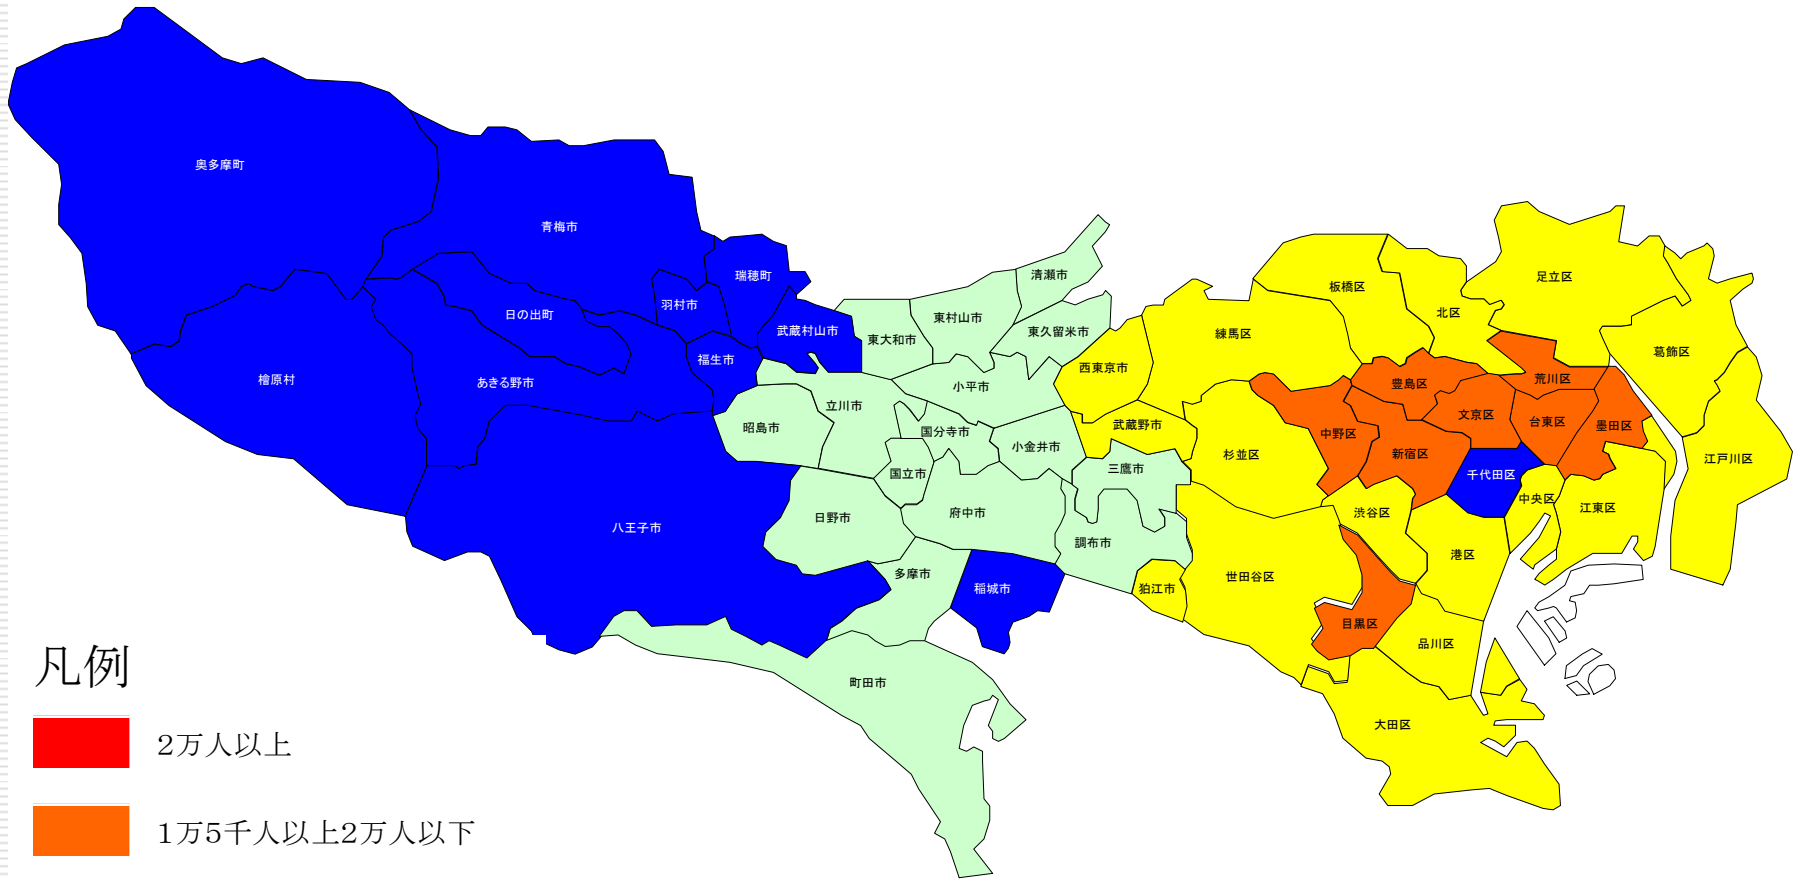 奥多摩町
青梅市
瑞穂町
羽村市
日の出町
武蔵村山市
福生市
檜原村
あきる野市
八王子市
清瀬市
東村山市
東久留米市
東大和市
小平市
立川市
昭島市
国分寺市
小金井市
国立市
日野市
府中市
三鷹市
調布市
多摩市
稲城市
狛江市
町田市
西東京市
武蔵野市
練馬区
板橋区
北区
足立区
葛飾区
荒川区
豊島区
文京区
台東区
墨田区
中野区
新宿区
杉並区
千代田区
中央区
江東区
江戸川区
渋谷区
港区
世田谷区
目黒区
品川区
大田区
凡例
2万人以上
1万5千人以上2万人以下